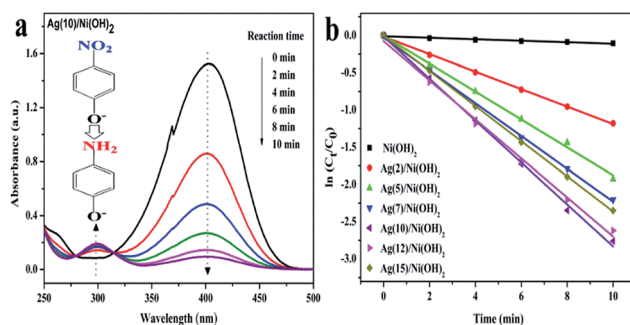 a
Ag(10)/Ni(OH)2
NO2
O-
NH2
O-
Reaction time
0 min
2 min
4 min
6 min
8 min
10 min
Absorbance (a.u.)
1.5
1.2
0.9
0.6
0.4
0.0
250 300 350 400 450 500
Wavelength (nm)
b
ln (Ct/C0)
0.0
-0.5
-1.0
-1.5
-2.0
-2.5
-3.0
Ni(OH)2
Ag(2)/Ni(OH)2
Ag(5)/Ni(OH)2
Ag(7)/Ni(OH)2
Ag(10)/Ni(OH)2
Ag(12)/Ni(OH)2
Ag(15)/Ni(OH)2
0 2 4 6 8 10
Time (min)